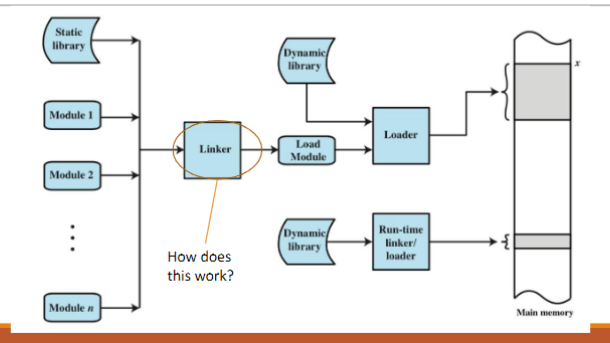 Static
library
Module 1
Module 2
Module n
Linker
How does
this work?
Dynamic
library
Load
Module
Loader
Dynamic
library
Run-time
linker/
loader
x
Main memory